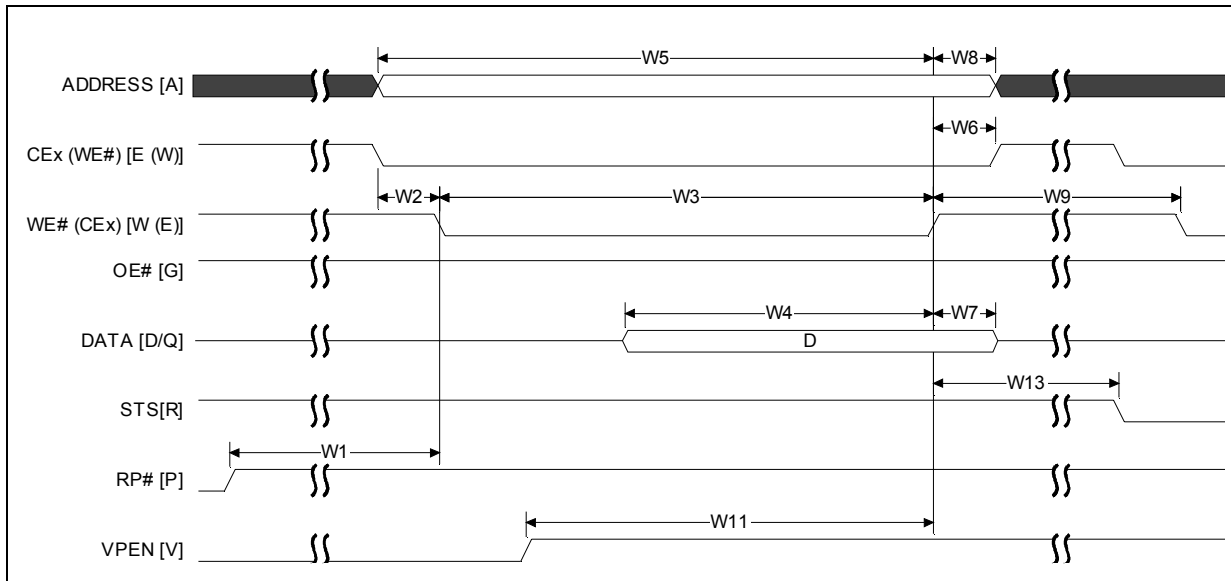 W5
W8
ADDRESS [A]
W6
CEx (WE#) [E (W)]
W2
W3
W9
WE# (CEx) [W (E)]
OE# [G]
W4
W7
DATA [D/Q]
D
W13
STS[R]
W1
RP# [P]
W11
VPEN [V]